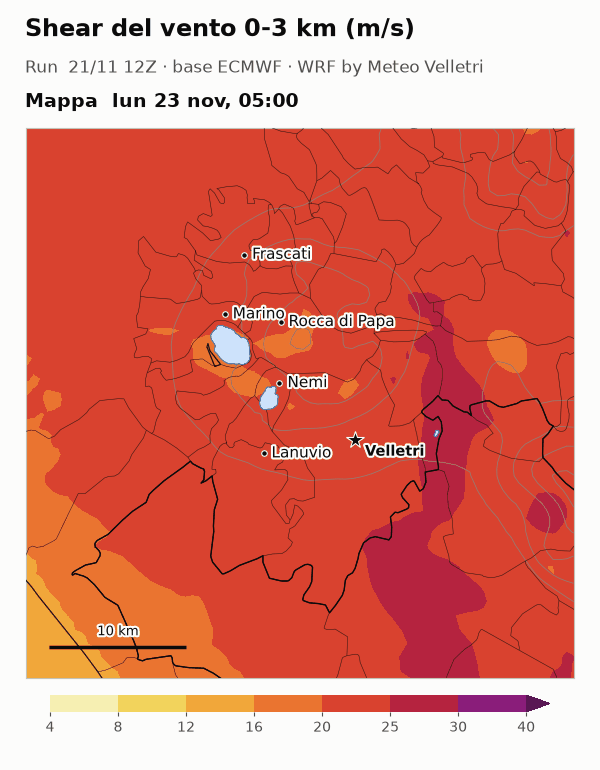 Shear del vento 0-3 km (m/s)
Run  21/11 12Z · base ECMWF · WRF by Meteo Velletri
Mappa  lun 23 nov, 05:00
Frascati
Marino
Rocca di Papa
Nemi
Velletri
Lanuvio
10 km
4 8 12 16 20 25 30 40